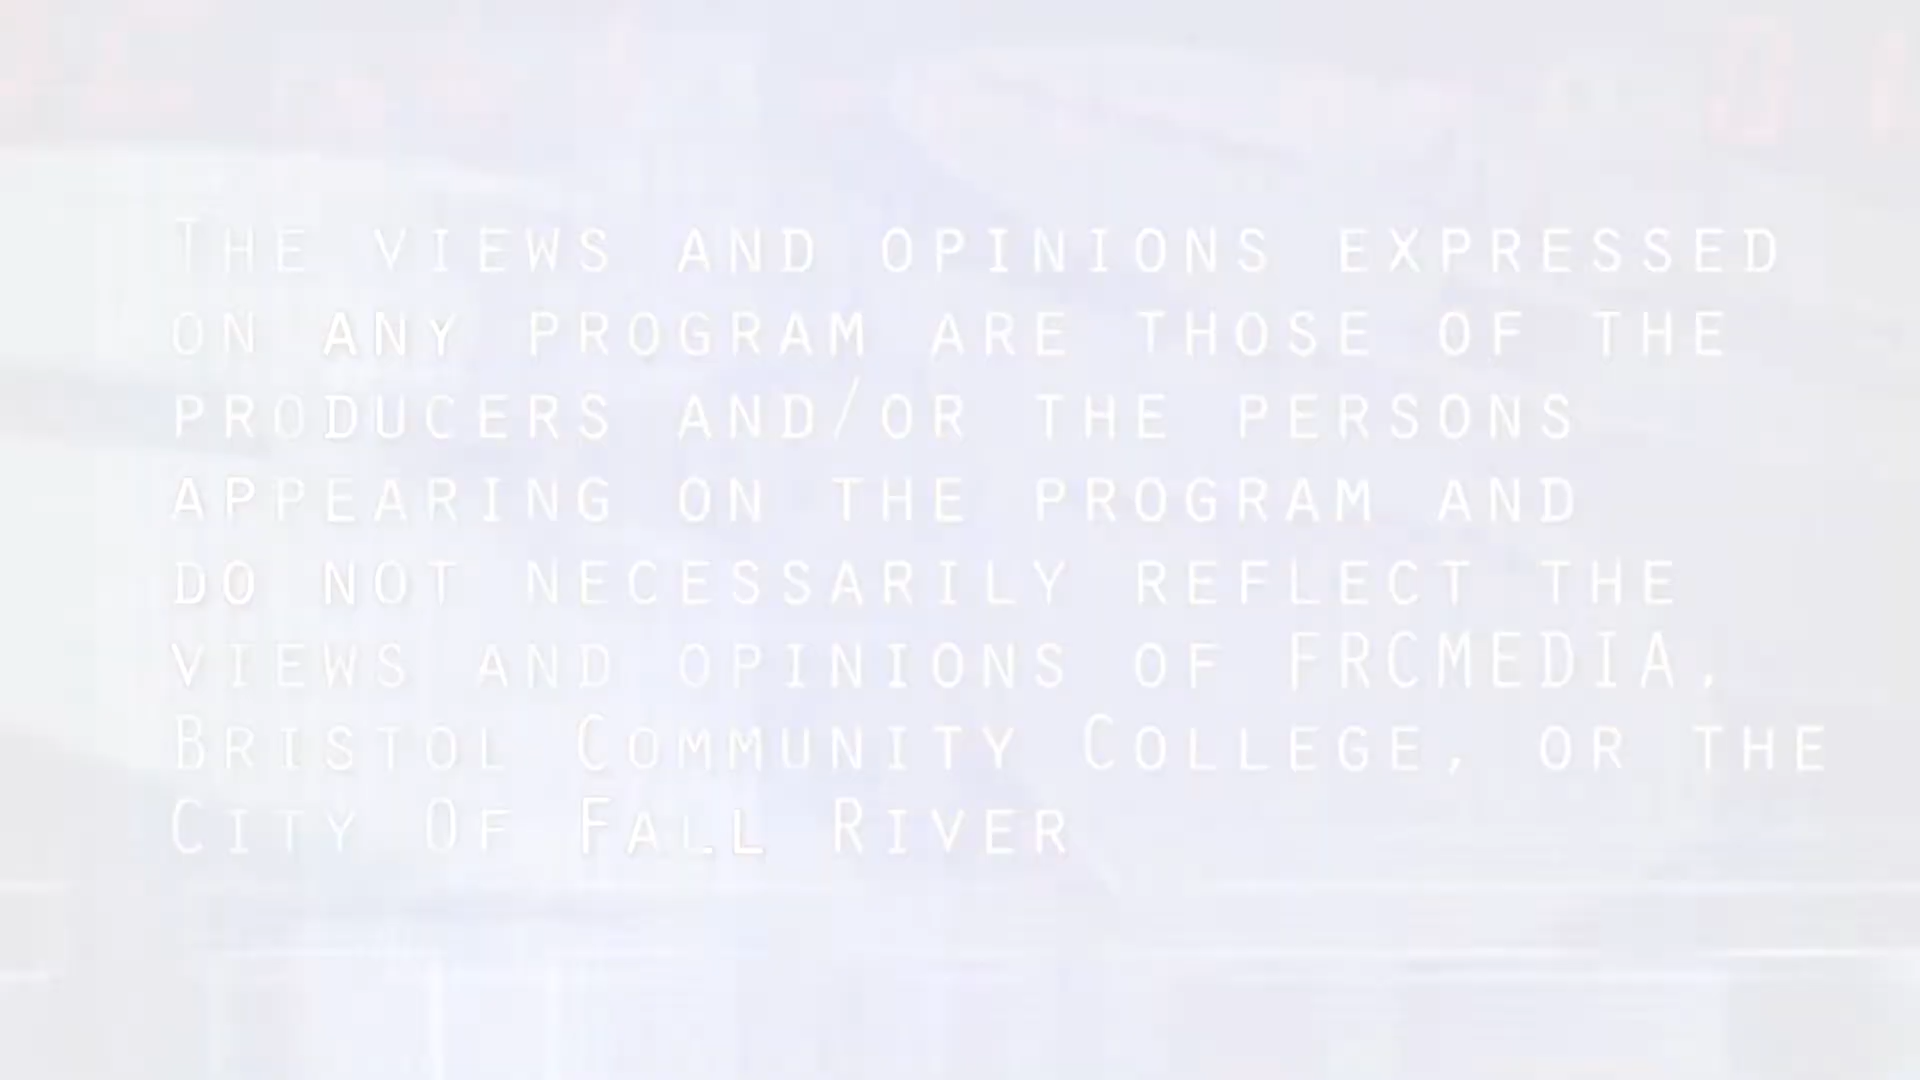 The views and opinions expressed
on any program are those of the
producers and/or the persons
appearing on the program and
do not necessarily reflect the
views and opinions of FRCMEDIA,
Bristol Community College, or the
City Of Fall River